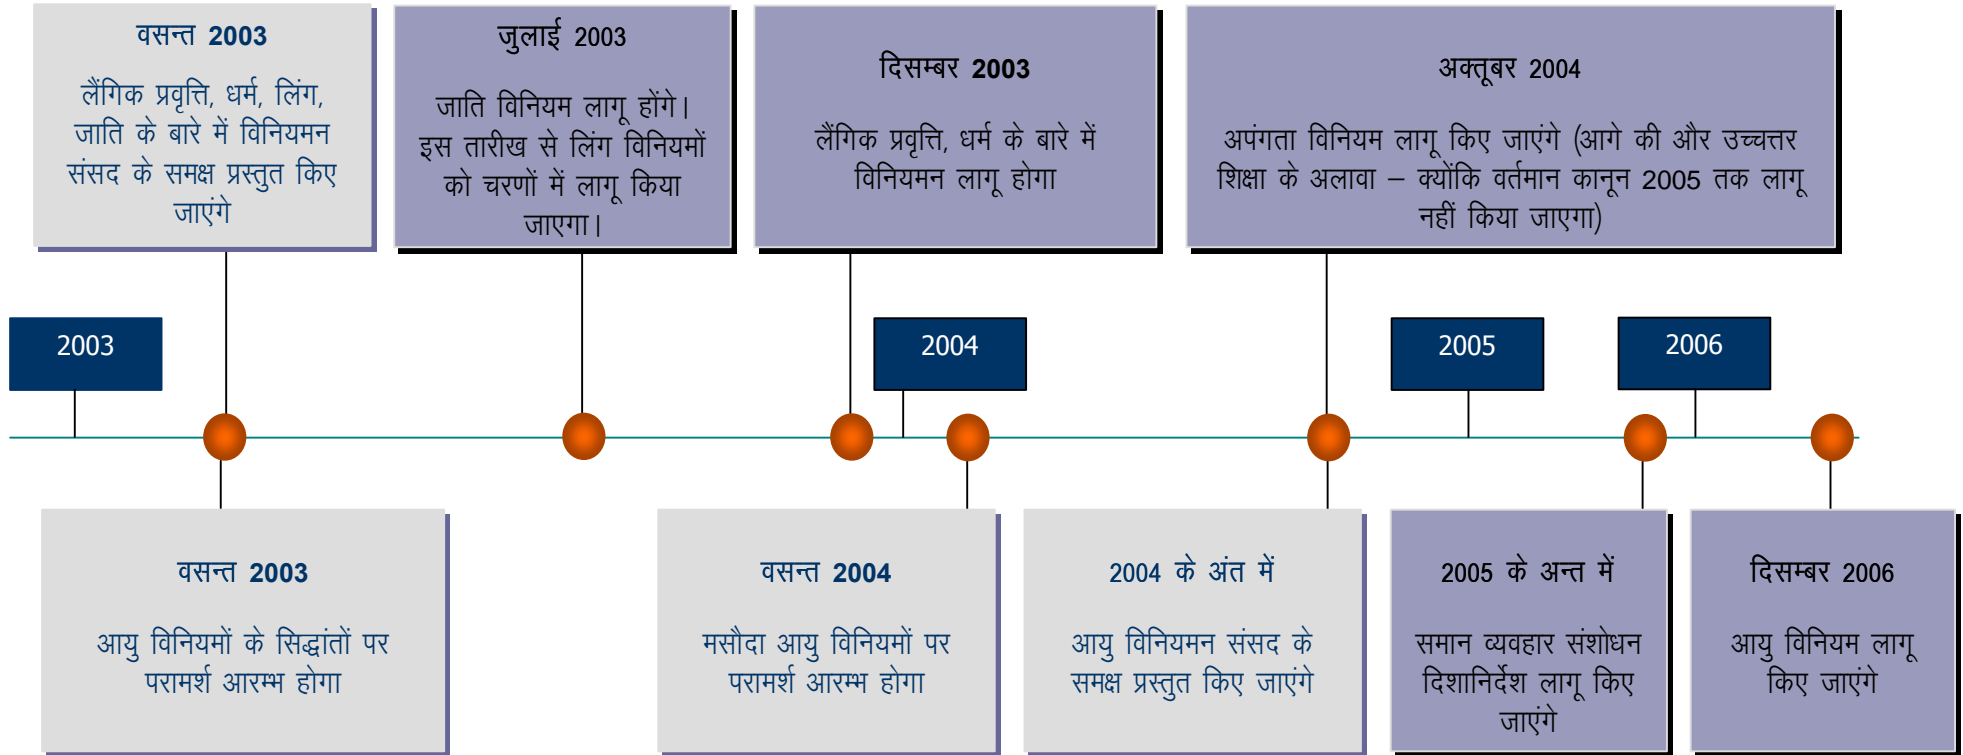 वसन्त 2003
लैंगिक प्रवृत्ति, धर्म, लिंग,
जाति के बारे में विनियमन
संसद के समक्ष प्रस्तुत किए
जाएंगे
जुलाई 2003
जाति विनियम लागू होंगे।
इस तारीख से लिंग विनियमों
को चरणों में लागू किया
जाएगा।
दिसम्बर 2003
लैंगिक प्रवृत्ति, धर्म के बारे में
विनियमन लागू होगा
अक्तूबर 2004
अपंगता विनियम लागू किए जाएंगे (आगे की और उच्चत्तर
शिक्षा के अलावा – क्योंकि वर्तमान कानून 2005 तक लागू
नहीं किया जाएगा)
2003
2004
2005
2006
वसन्त 2003
आयु विनियमों के सिद्धांतों पर
परामर्श आरम्भ होगा
वसन्त 2004
मसौदा आयु विनियमों पर
परामर्श आरम्भ होगा
2004 के अंत में
आयु विनियमन संसद के
समक्ष प्रस्तुत किए जाएंगे
2005 के अन्त में
समान व्यवहार संशोधन
दिशानिर्देश लागू किए
जाएंगे
दिसम्बर 2006
आयु विनियम लागू
किए जाएंगे